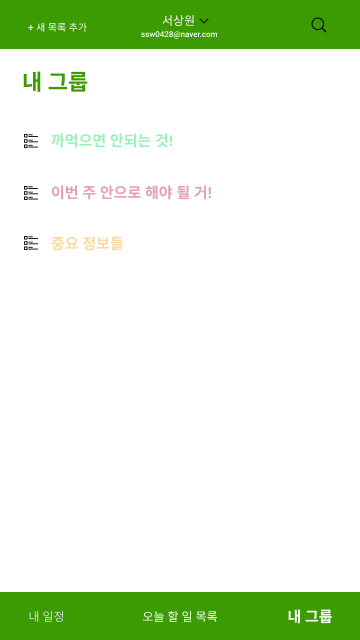 + 새 목록 추가
서상원
ssw0428@naver.com
내 그룹
까먹으면 안되는 것!
이번 주 안으로 해야 될 거!
중요 정보들
내 일정
오늘 할 일 목록
내 그룹